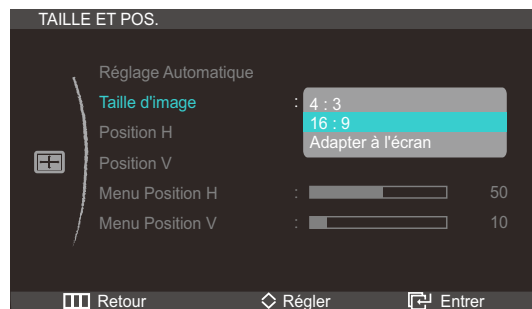 TAILLE ET POS.
Réglage Automatique
Taille d'image : 4 : 3
16 : 9
Position H
Adapter à l'écran
Position V
Menu Position H : 50
Menu Position V : 10
Retour Régler Entrer